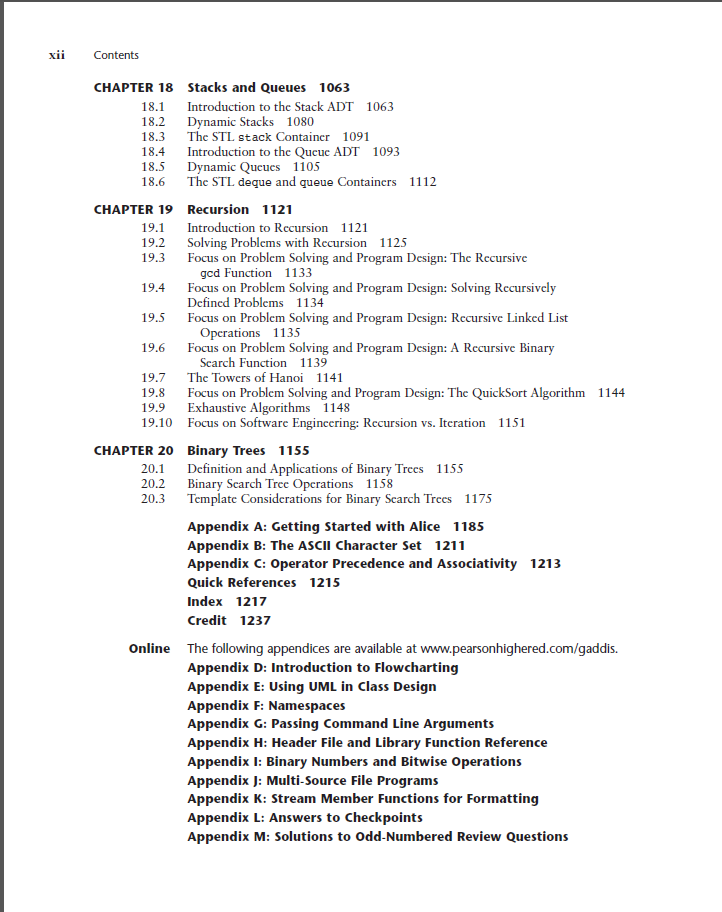 xii Contents
CHAPTER 18 Stacks and Queues 1063
18.1 Introduction to the Stack ADT 1063
18.2 Dynamic Stacks 1080
18.3 The STL stack Container 1091
18.4 Introduction to the Queue ADT 1093
18.5 Dynamic Queues 1105
18.6 The STL deque and queue Containers 1112
CHAPTER 19 Recursion 1121
19.1 Introduction to Recursion 1121
19.2 Solving Problems with Recursion 1125
19.3 Focus on Problem Solving and Program Design: The Recursive
gcd Function 1133
19.4 Focus on Problem Solving and Program Design: Solving Recursively
Defined Problems 1134
19.5 Focus on Problem Solving and Program Design: Recursive Linked List
Operations 1135
19.6 Focus on Problem Solving and Program Design: A Recursive Binary
Search Function 1139
19.7 The Towers of Hanoi 1141
19.8 Focus on Problem Solving and Program Design: The QuickSort Algorithm 1144
19.9 Exhaustive Algorithms 1148
19.10 Focus on Software Engineering: Recursion vs. Iteration 1151
CHAPTER 20 Binary Trees 1155
20.1 Definition and Applications of Binary Trees 1155
20.2 Binary Search Tree Operations 1158
20.3 Template Considerations for Binary Search Trees 1175
Appendix A: Getting Started with Alice 1185
Appendix B: The ASCII Character Set 1211
Appendix C: Operator Precedence and Associativity 1213
Quick References 1215
Index 1217
Credit 1237
Online The following appendices are available at www.pearsonhighered.com/gaddis.
Appendix D: Introduction to Flowcharting
Appendix E: Using UML in Class Design
Appendix F: Namespaces
Appendix G: Passing Command Line Arguments
Appendix H: Header File and Library Function Reference
Appendix I: Binary Numbers and Bitwise Operations
Appendix J: Multi-Source File Programs
Appendix K: Stream Member Functions for Formatting
Appendix L: Answers to Checkpoints
Appendix M: Solutions to Odd-Numbered Review Questions